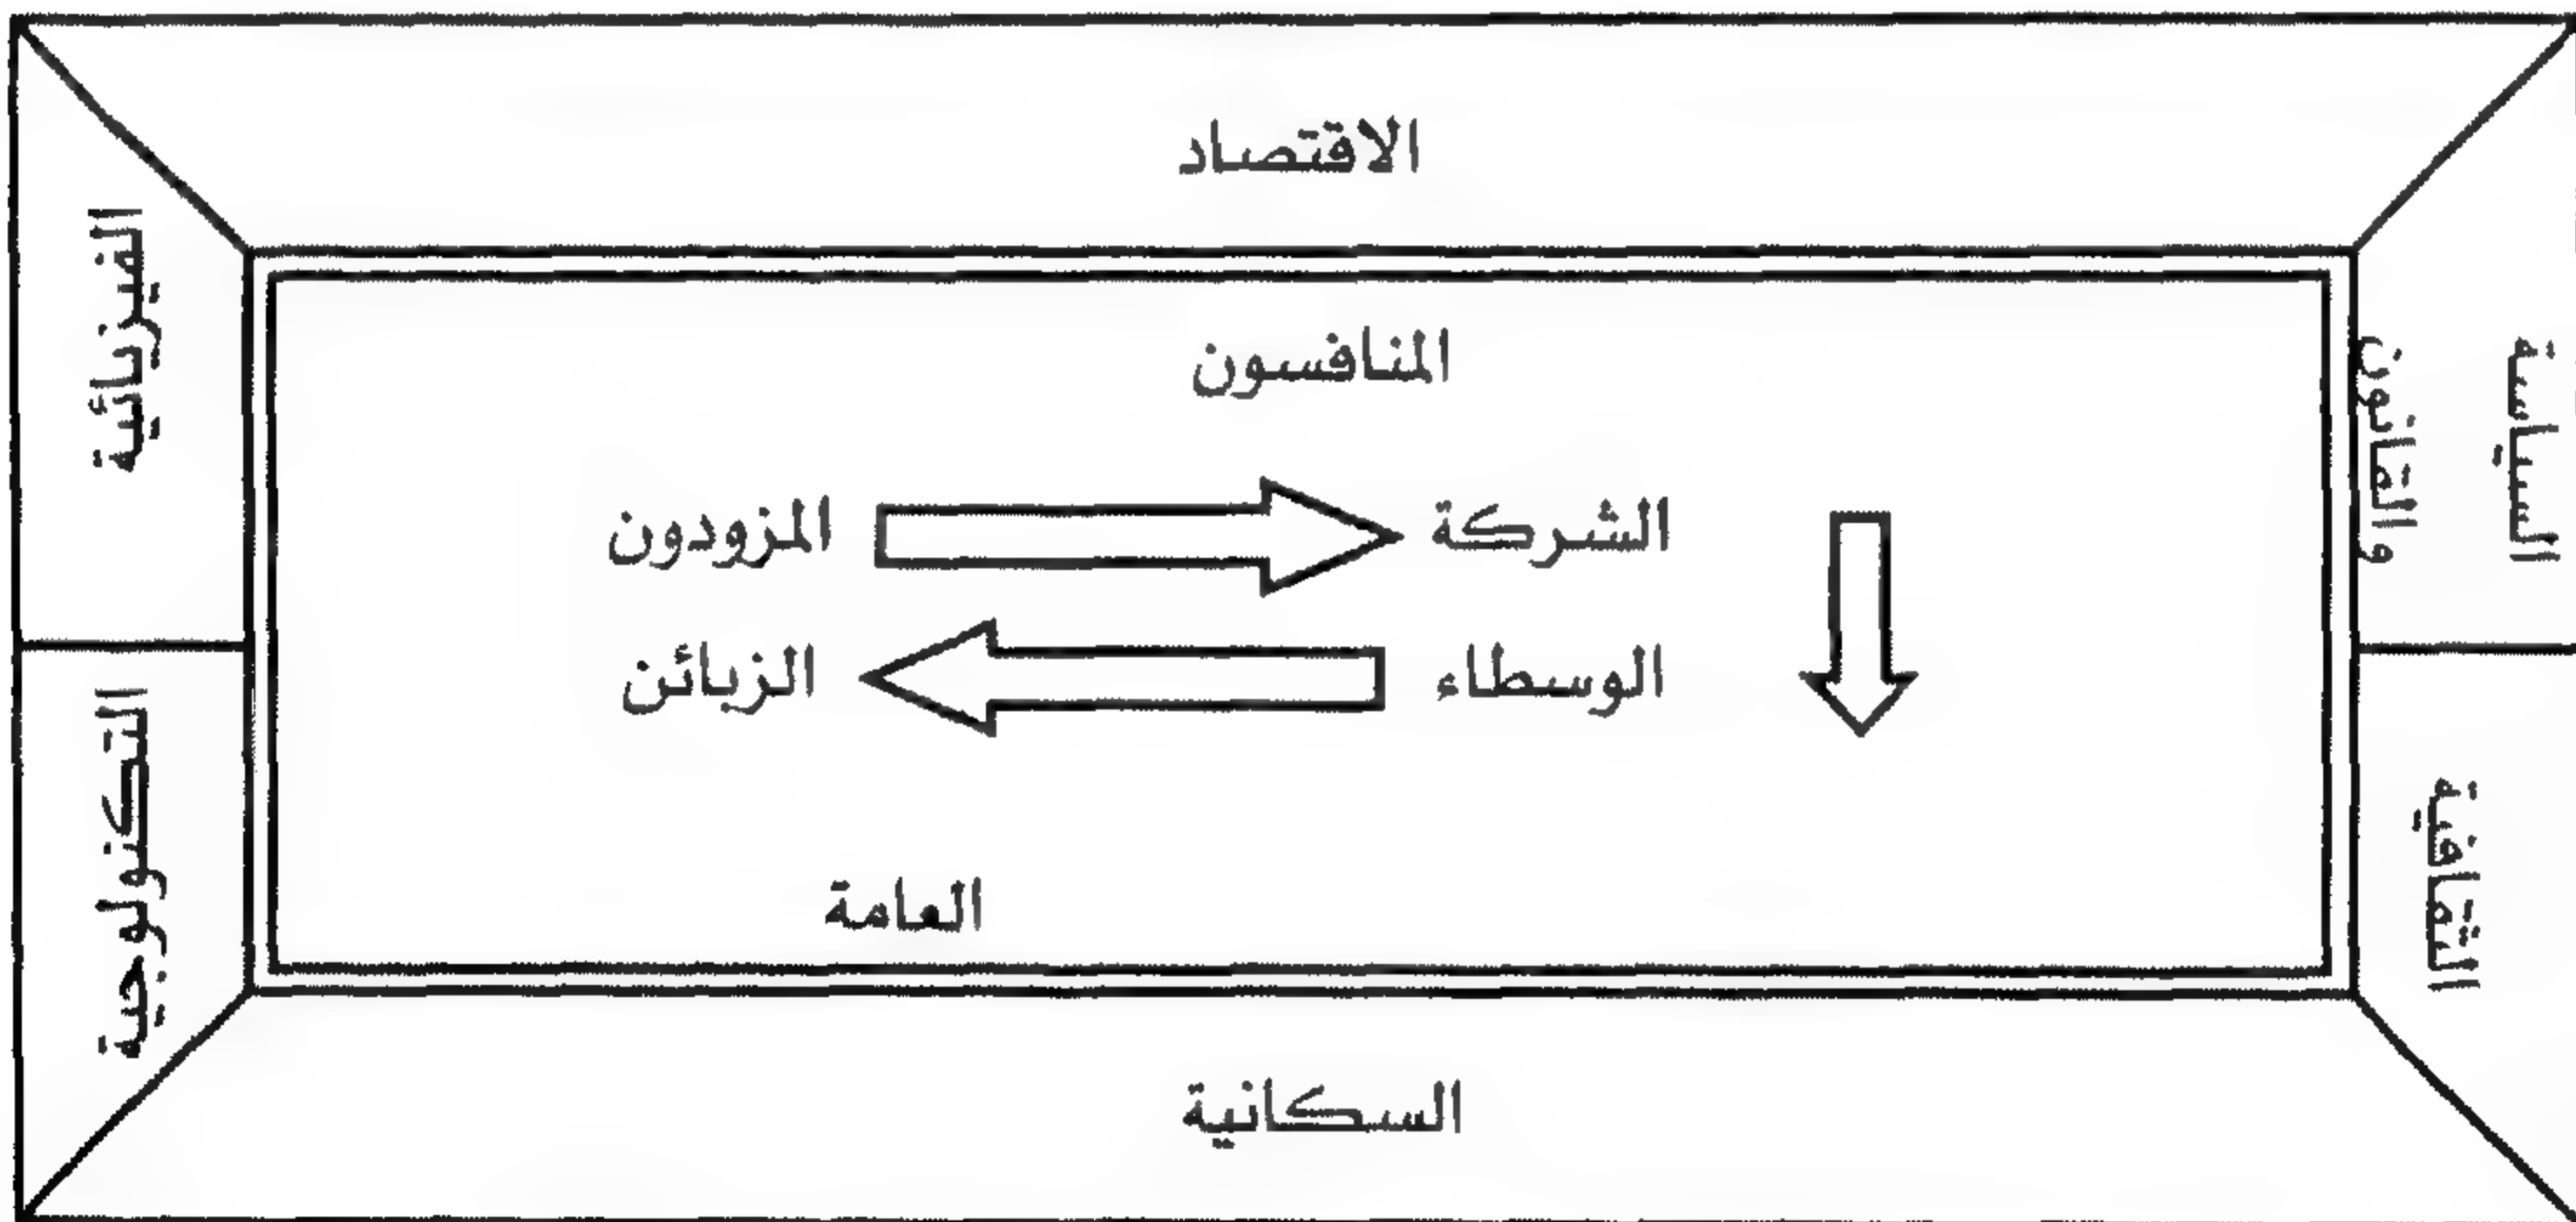 الاقتصاد
السياسة
والقانون
الثقافية
المنافسون
الشركة
المزودون
الوسطاء
الزبائن
العامة
الفيزيائية
التكنولوجية
السكانية